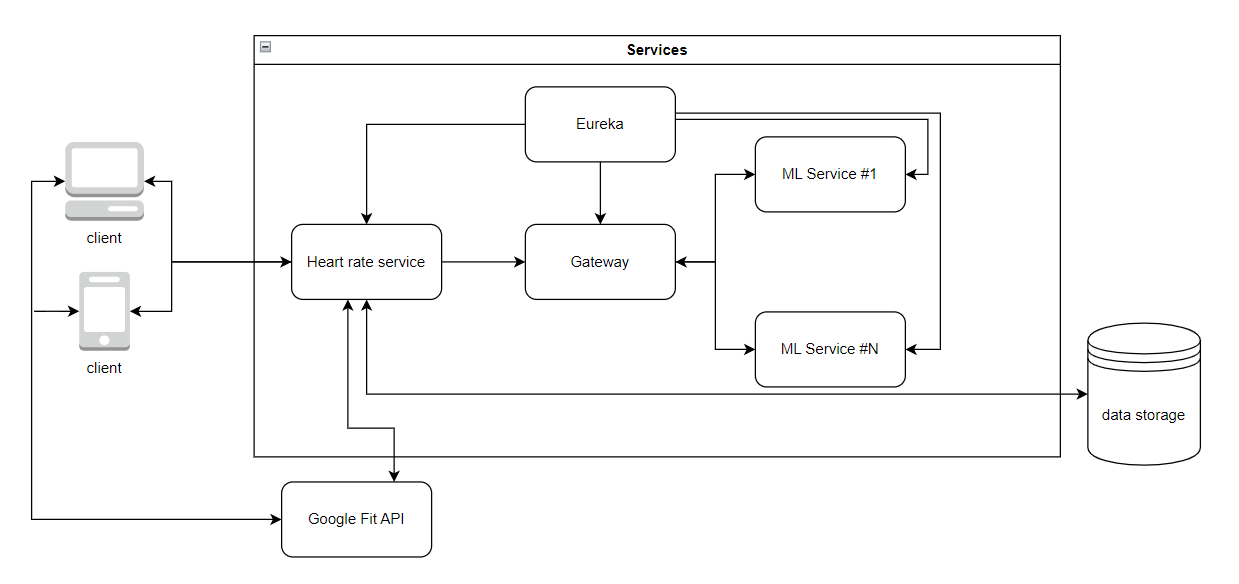 Services
Eureka
ML Service #1
client
Heart rate service
Gateway
ML Service #N
client
data storage
Google Fit API